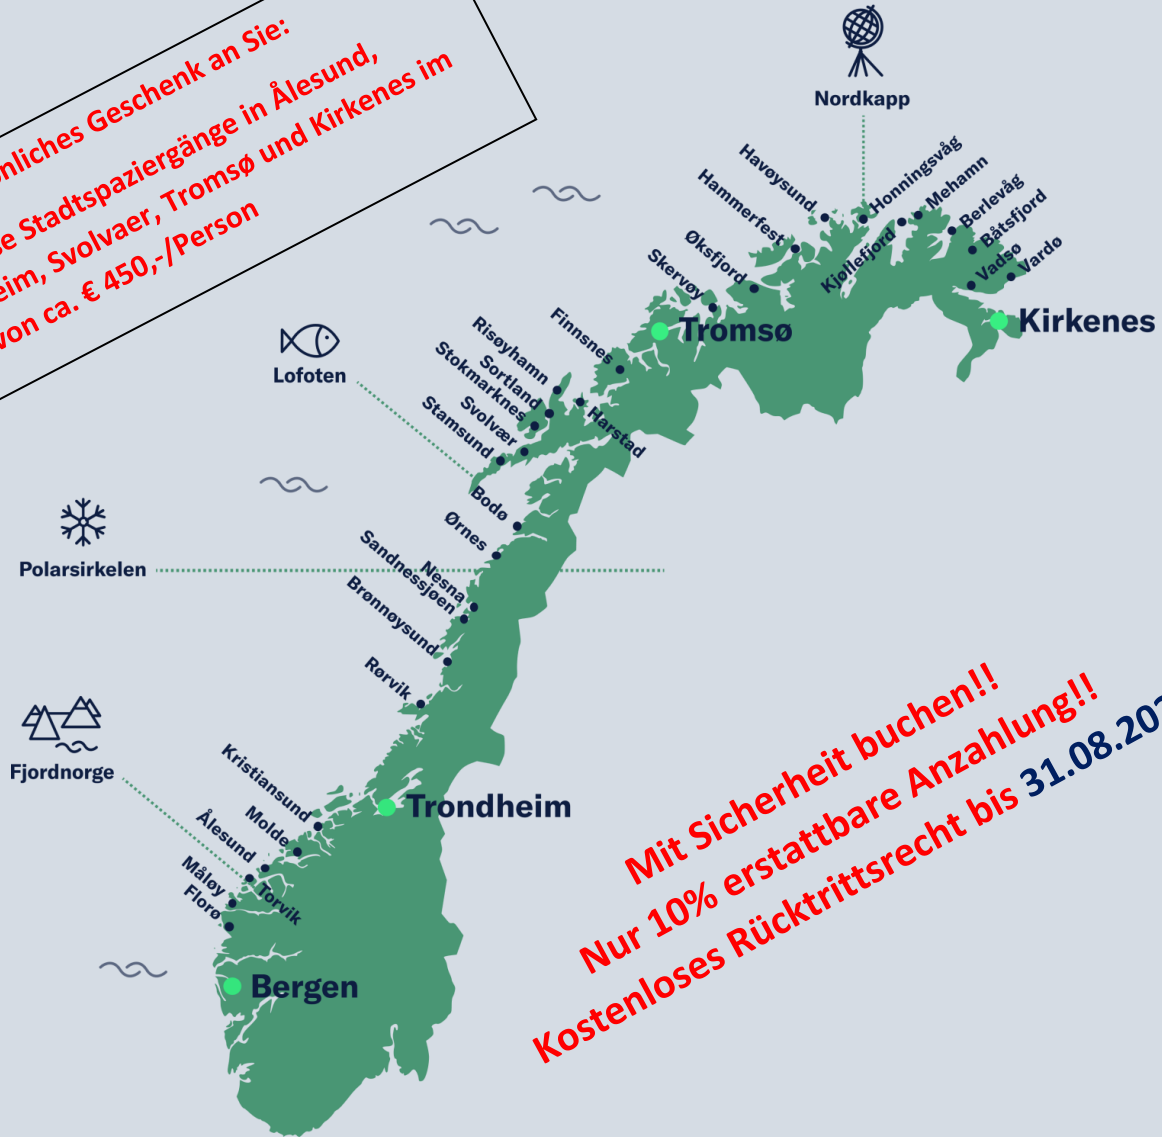 Geschenk an Sie:
Stadtspaziergänge in Ålesund,
Svolvaer, Tromsø und Kirkenes im
von ca. € 450,-/Person
Nordkapp
Havøysund
Honningsvåg
Mehamn
Hammerfest
Berlevåg
Båtsfjord
Øksfjord
Kjøllefjord
Vadsø
Vardø
Skervøy
Kirkenes
Tromsø
Finnsnes
Risøyhamn
Lofoten
Sortland
Stokmarknes
Svolvær
Stamsund
Harstad
Bodø
Ørnes
Polarsirkelen
Nesna
Sandnessjøen
Brønnøysund
Rørvik
Fjordnorge
Kristiansund
Trondheim
Molde
Ålesund
Måløy
Torvik
Florø
Bergen
Mit Sicherheit buchen!!
Nur 10% erstattbare Anzahlung!!
Kostenloses Rücktrittsrecht bis 31.08.202